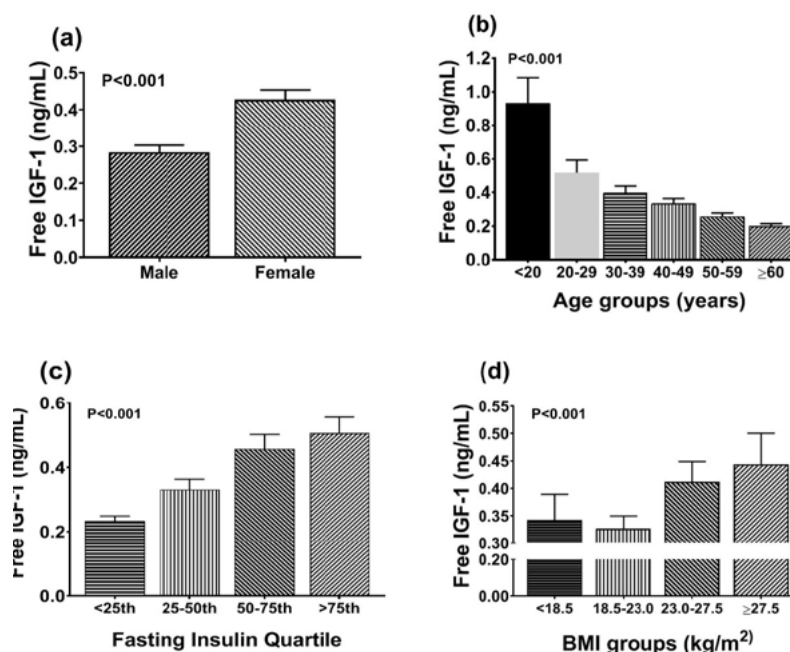 (a)
P<0.001
Free IGF-1 (ng/mL)
0.5
0.4
0.3
0.2
0.1
0.0
Male Female
(b)
P<0.001
Free IGF-1 (ng/mL)
1.2
1.0
0.8
0.6
0.4
0.2
0.0
<20 20-29 30-39 40-49 50-59 ≥60
Age groups (years)
(c)
P<0.001
Free IGF-1 (ng/mL)
0.6
0.4
0.2
0.0
<25th 25-50th 50-75th >75th
Fasting Insulin Quartile
(d)
P<0.001
Free IGF-1 (ng/mL)
0.55
0.50
0.45
0.40
0.35
0.30
0.20
0.00
<18.5 18.5-23.0 23.0-27.5 ≥27.5
BMI groups (kg/m²)